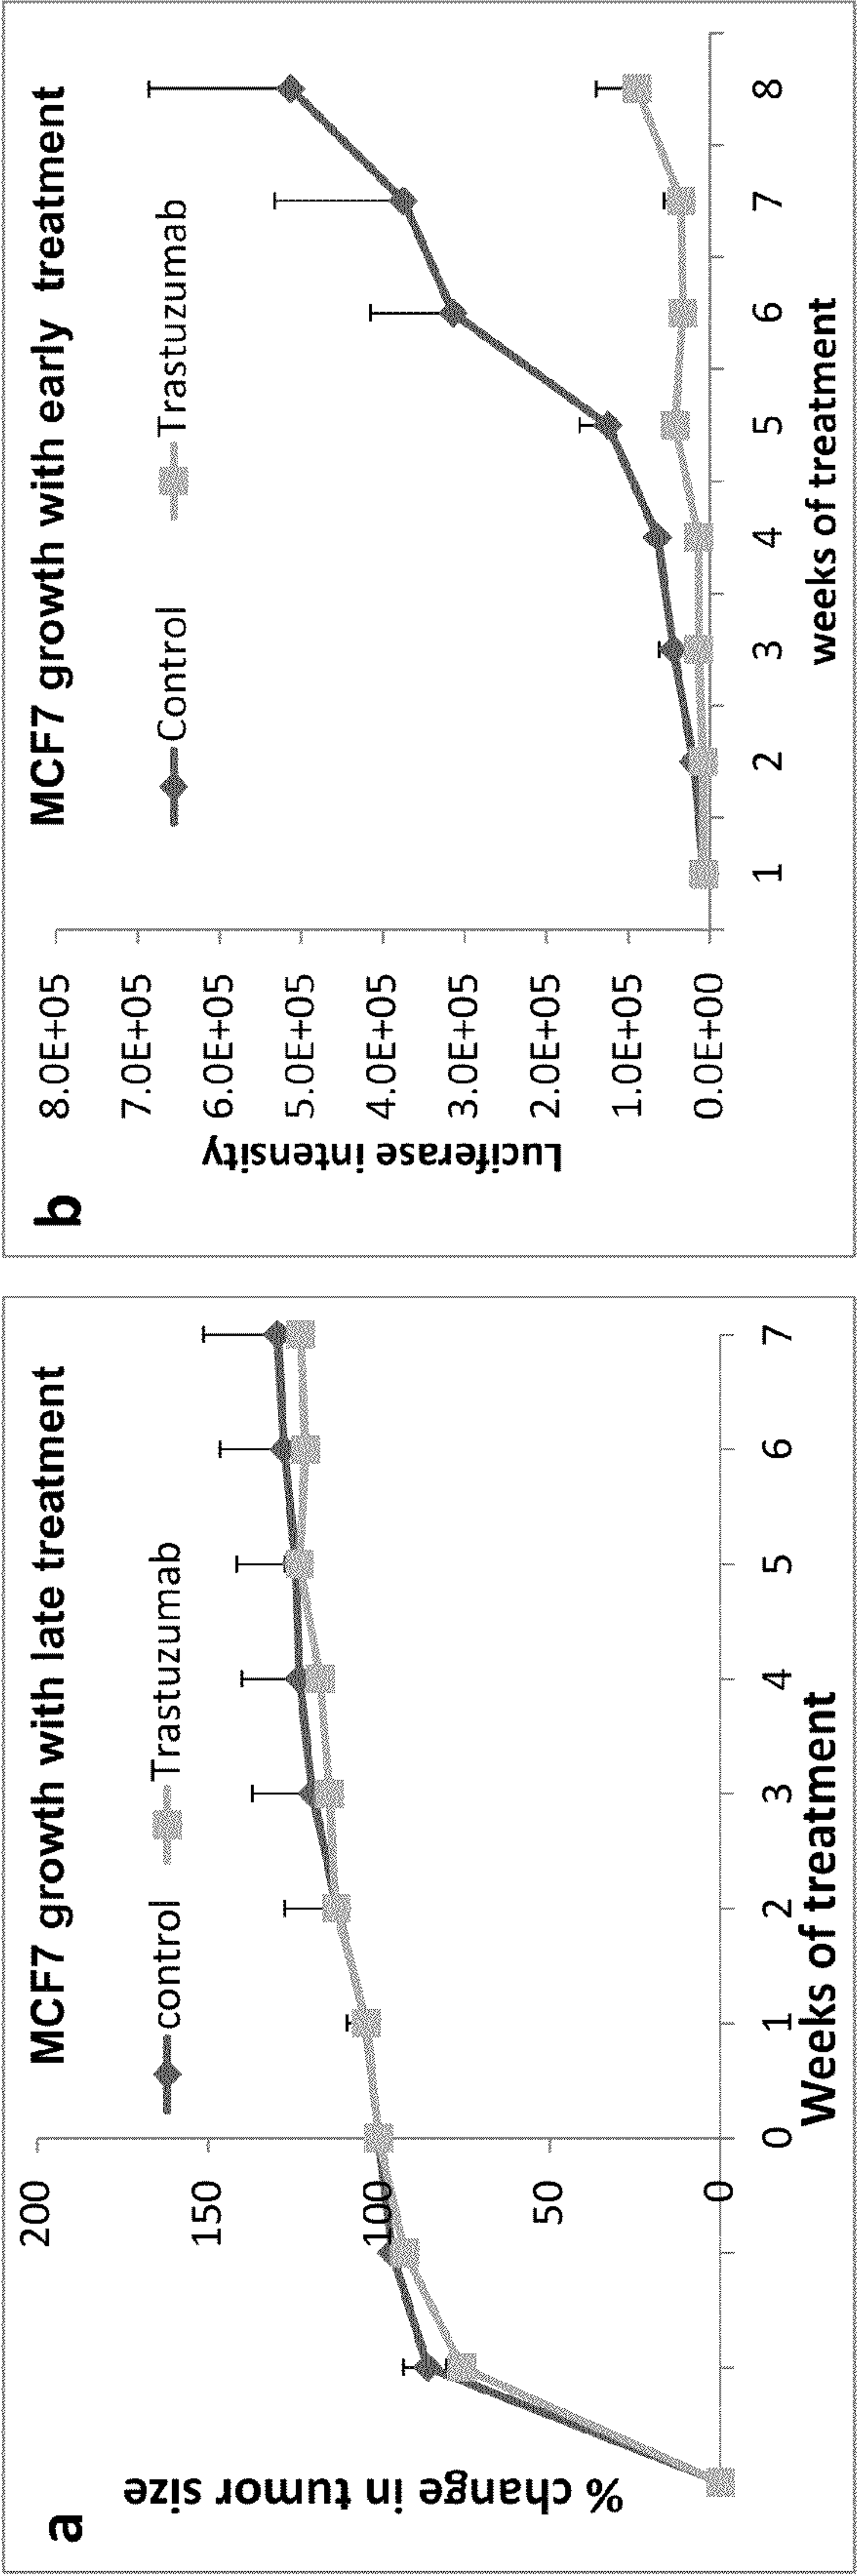 a
MCF7 growth with late treatment
control
Trastuzumab
% change in tumor size
200
150
100
50
0
0 1 2 3 4 5 6 7
Weeks of treatment
b
MCF7 growth with early treatment
Control
Trastuzumab
Luciferase intensity
8.0E+05
7.0E+05
6.0E+05
5.0E+05
4.0E+05
3.0E+05
2.0E+05
1.0E+05
0.0E+00
1 2 3 4 5 6 7 8
weeks of treatment